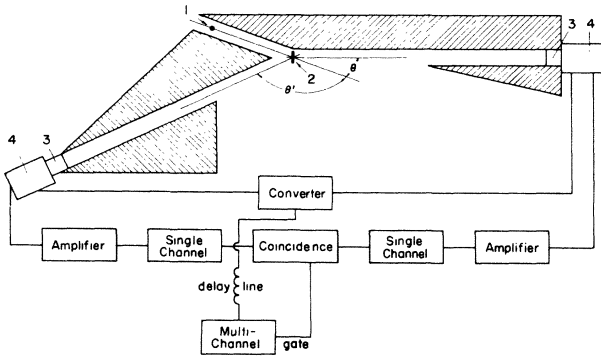 1
3
4
2
θ'
θ'
4
3
Converter
Amplifier
Single
Channel
Coincidence
Single
Channel
Amplifier
delay line
Multi-
Channel
gate